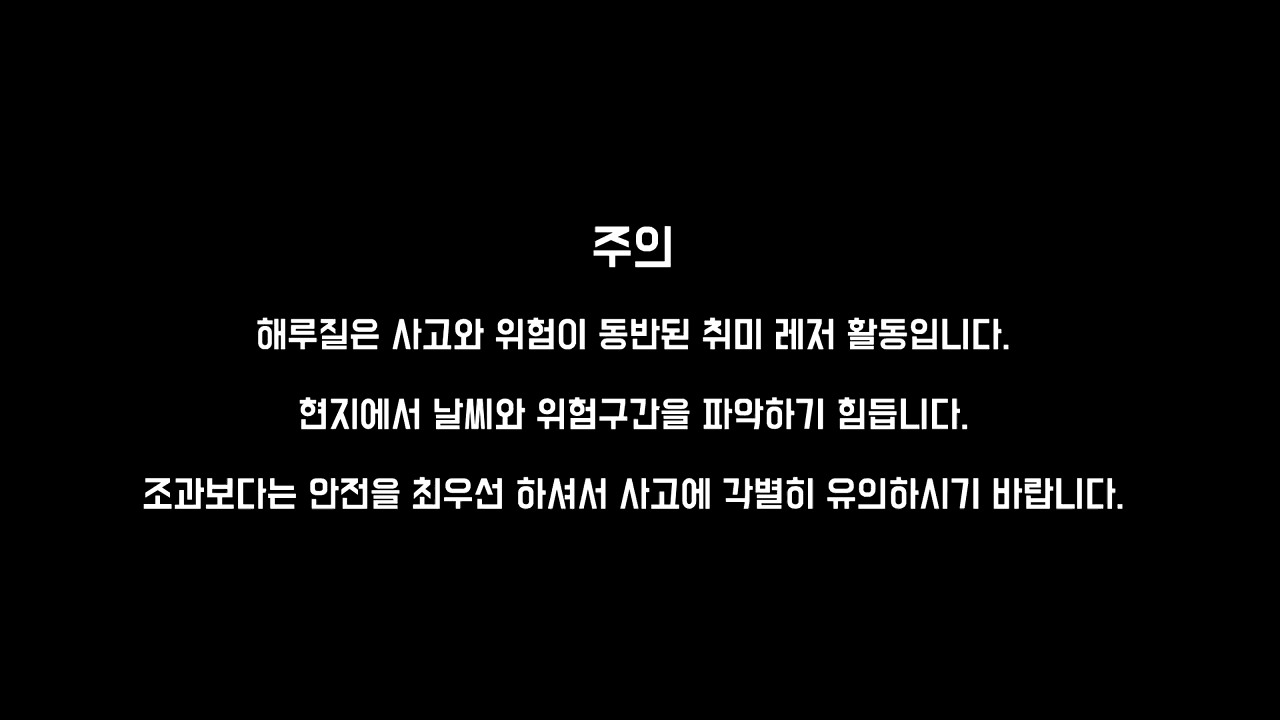 주의
해루질은 사고와 위험이 동반된 취미 레저 활동입니다.
현지에서 날씨와 위험구간을 파악하기 힘듭니다.
조과보다는 안전을 최우선 하셔서 사고에 각별히 유의하시기 바랍니다.